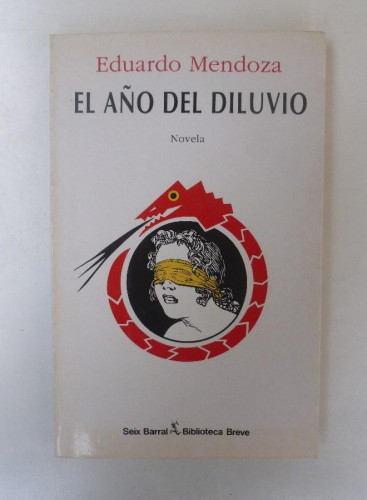 Eduardo Mendoza
EL AÑO DEL DILUVIO
Novela
Seix Barral Biblioteca Breve